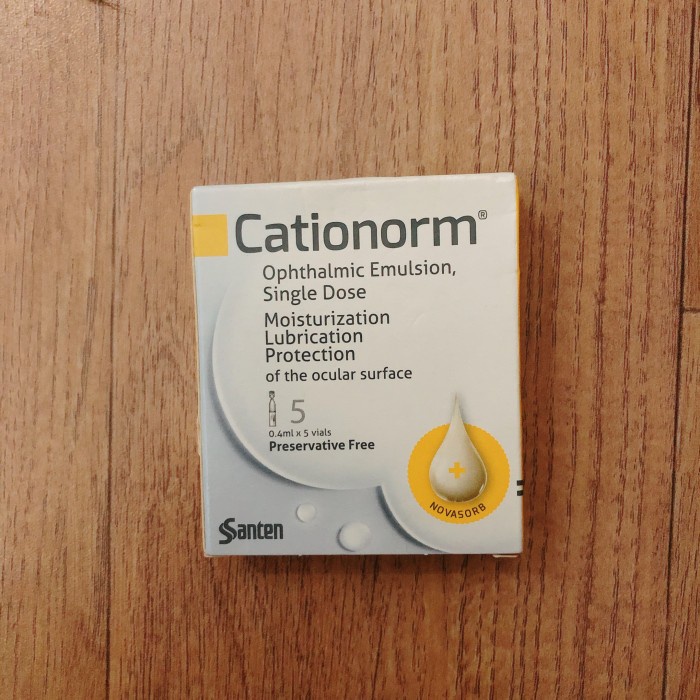 Cationorm®
Ophthalmic Emulsion,
Single Dose
Moisturization
Lubrication
Protection
of the ocular surface
5
0.4ml x 5 vials
Preservative Free
NOVASORB
Santen